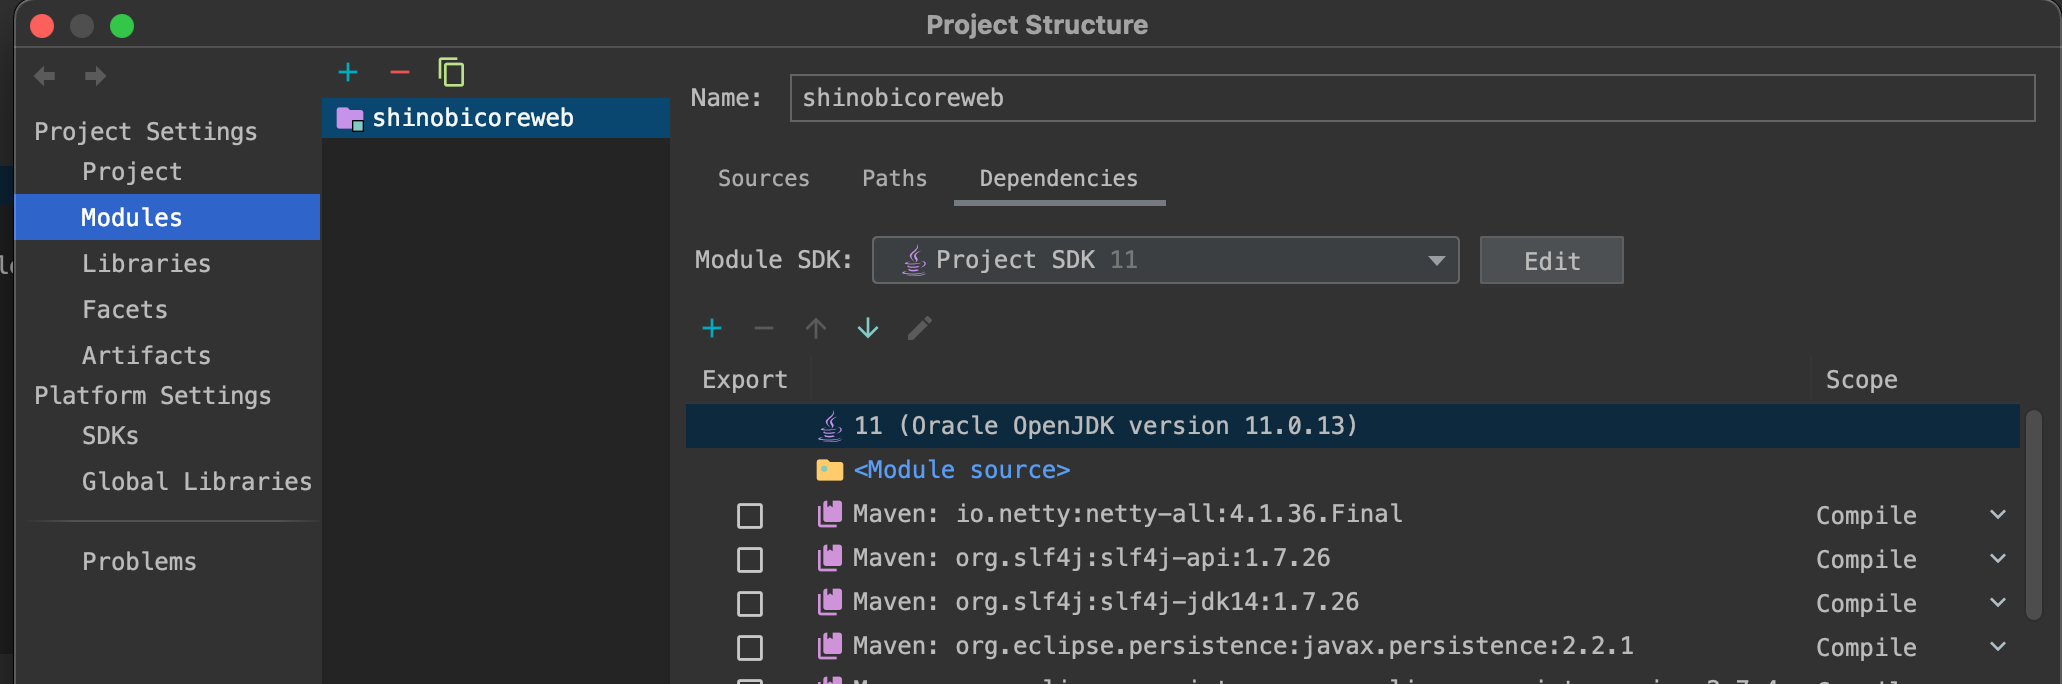 Project Structure
Project Settings
Project
Modules
Libraries
Facets
Artifacts
Platform Settings
SDKs
Global Libraries
Problems
shinobicoreweb
Name: shinobicoreweb
Sources Paths Dependencies
Module SDK: Project SDK 11 Edit
Export Scope
11 (Oracle OpenJDK version 11.0.13)
<Module source>
Maven: io.netty:netty-all:4.1.36.Final Compile
Maven: org.slf4j:slf4j-api:1.7.26 Compile
Maven: org.slf4j:slf4j-jdk14:1.7.26 Compile
Maven: org.eclipse.persistence:javax.persistence:2.2.1 Compile